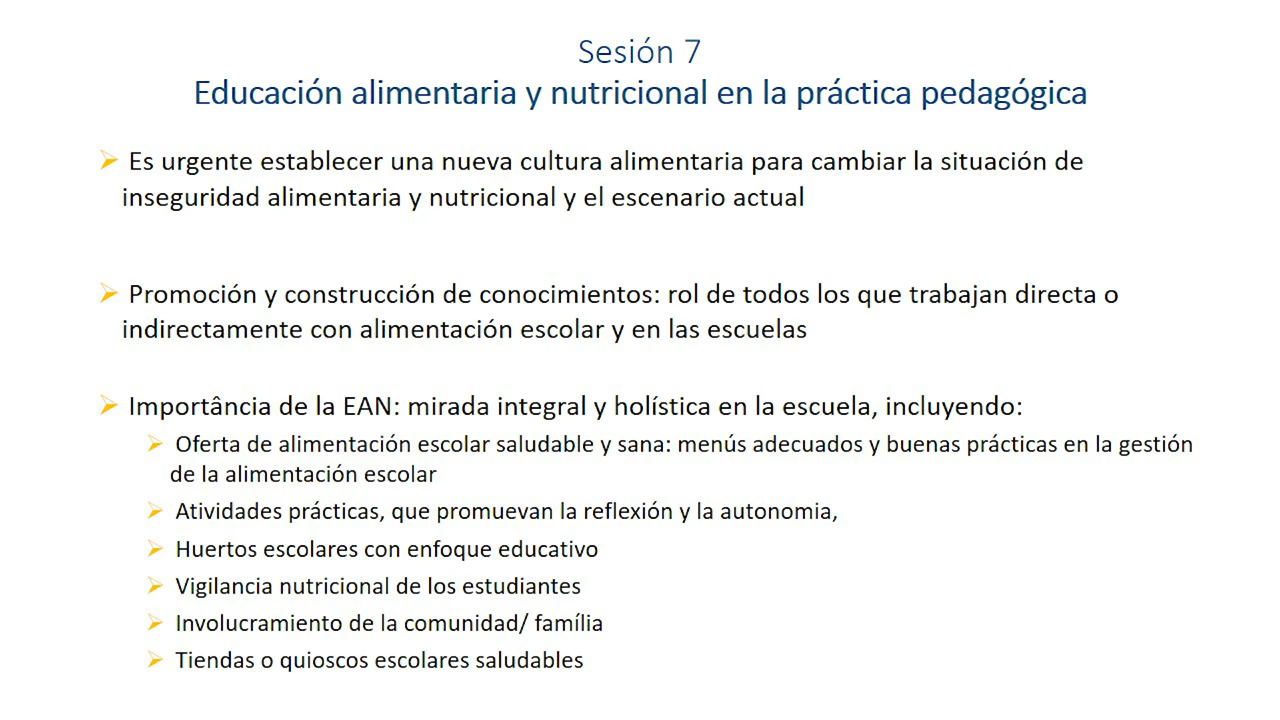 Sesión 7
Educación alimentaria y nutricional en la práctica pedagógica
Es urgente establecer una nueva cultura alimentaria para cambiar la situación de
inseguridad alimentaria y nutricional y el escenario actual
Promoción y construcción de conocimientos: rol de todos los que trabajan directa o
indirectamente con alimentación escolar y en las escuelas
Importância de la EAN: mirada integral y holística en la escuela, incluyendo:
Oferta de alimentación escolar saludable y sana: menús adecuados y buenas prácticas en la gestión
de la alimentación escolar
Atividades prácticas, que promuevan la reflexión y la autonomia,
Huertos escolares con enfoque educativo
Vigilancia nutricional de los estudiantes
Involucramiento de la comunidad/ família
Tiendas o quioscos escolares saludables